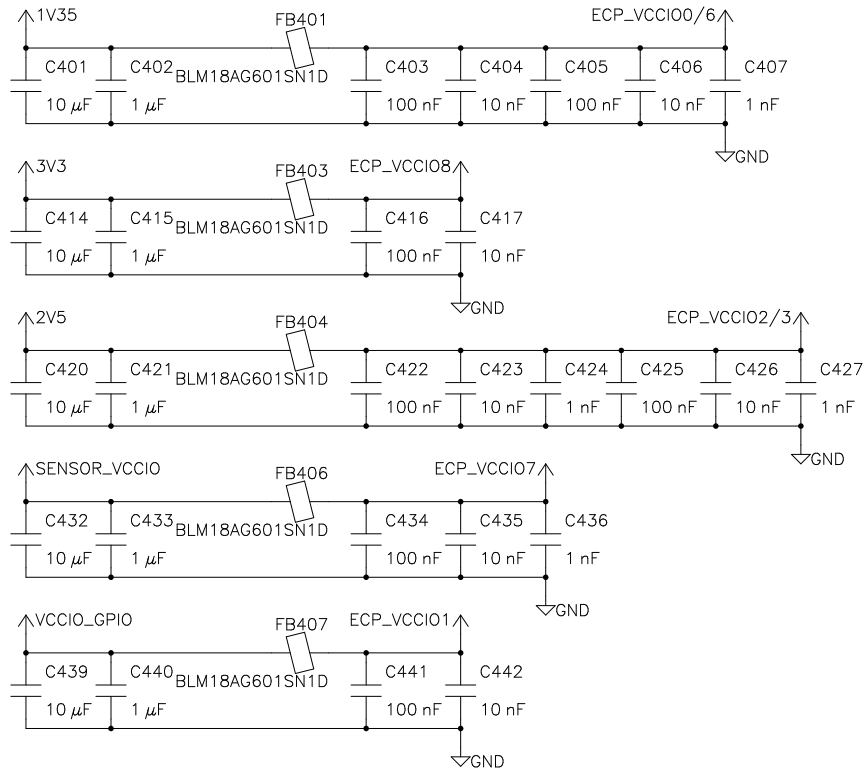 1V35 FB401 ECP_VCCIO0/6
C401 C402 BLM18AG601SN1D C403 C404 C405 C406 C407
10 µF 1 µF 100 nF 10 nF 100 nF 10 nF 1 nF
GND
3V3 FB403 ECP_VCCIO8
C414 C415 BLM18AG601SN1D C416 C417
10 µF 1 µF 100 nF 10 nF
GND
2V5 FB404 ECP_VCCIO2/3
C420 C421 BLM18AG601SN1D C422 C423 C424 C425 C426 C427
10 µF 1 µF 100 nF 10 nF 1 nF 100 nF 10 nF 1 nF
GND
SENSOR_VCCIO FB406 ECP_VCCIO7
C432 C433 BLM18AG601SN1D C434 C435 C436
10 µF 1 µF 100 nF 10 nF 1 nF
GND
VCCIO_GPIO FB407 ECP_VCCIO1
C439 C440 BLM18AG601SN1D C441 C442
10 µF 1 µF 100 nF 10 nF
GND